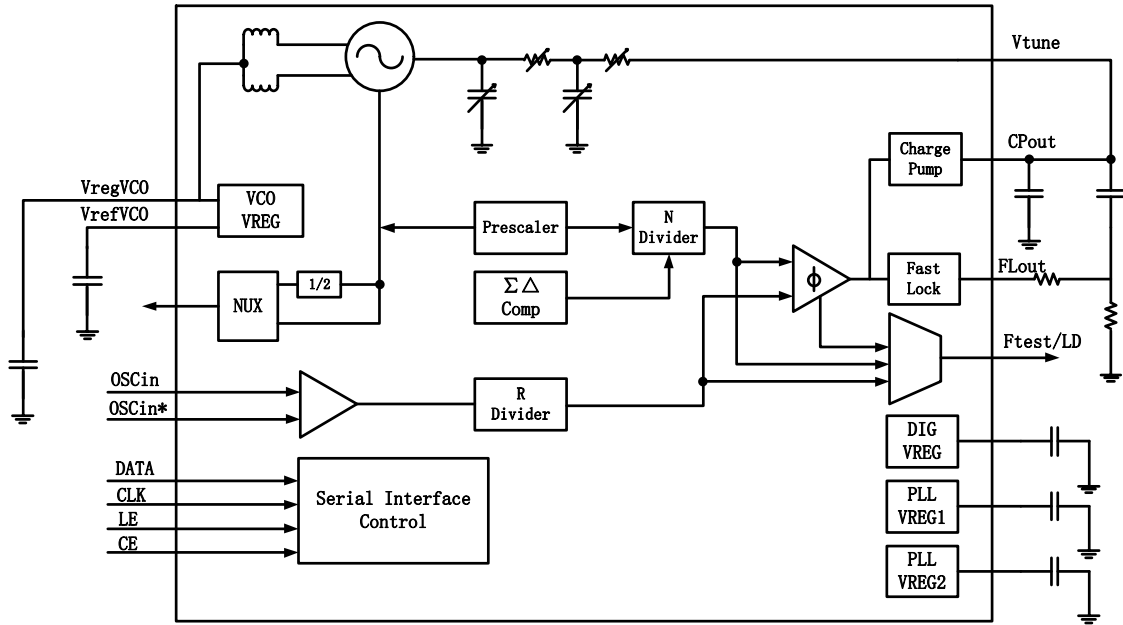 Vtune
Charge
Pump
CPout
VregVCO
VrefVCO
VCO
VREG
Prescaler
N
Divider
Φ
Fast
Lock
FLout
NUX
1/2
Σ△
Comp
Ftest/LD
OSCin
OSCin*
R
Divider
DIG
VREG
DATA
CLK
LE
CE
Serial Interface
Control
PLL
VREG1
PLL
VREG2